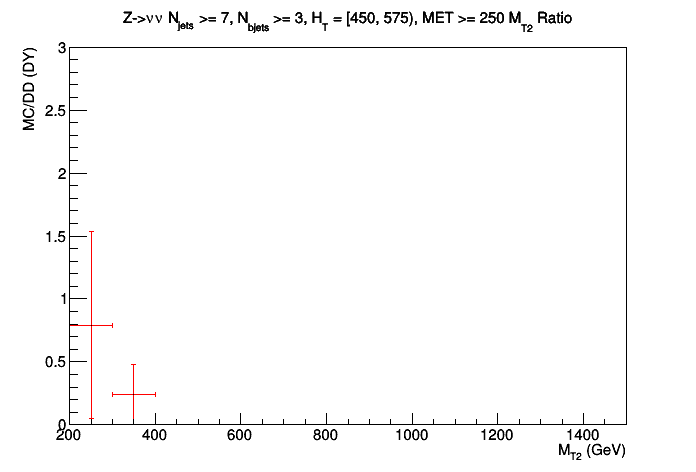 Z->νν N_jets >= 7, N_bjets >= 3, H_T = [450, 575), MET >= 250 M_T2 Ratio
MC/DD (DY)
3
2.5
2
1.5
1
0.5
0
200 400 600 800 1000 1200 1400
M_T2 (GeV)